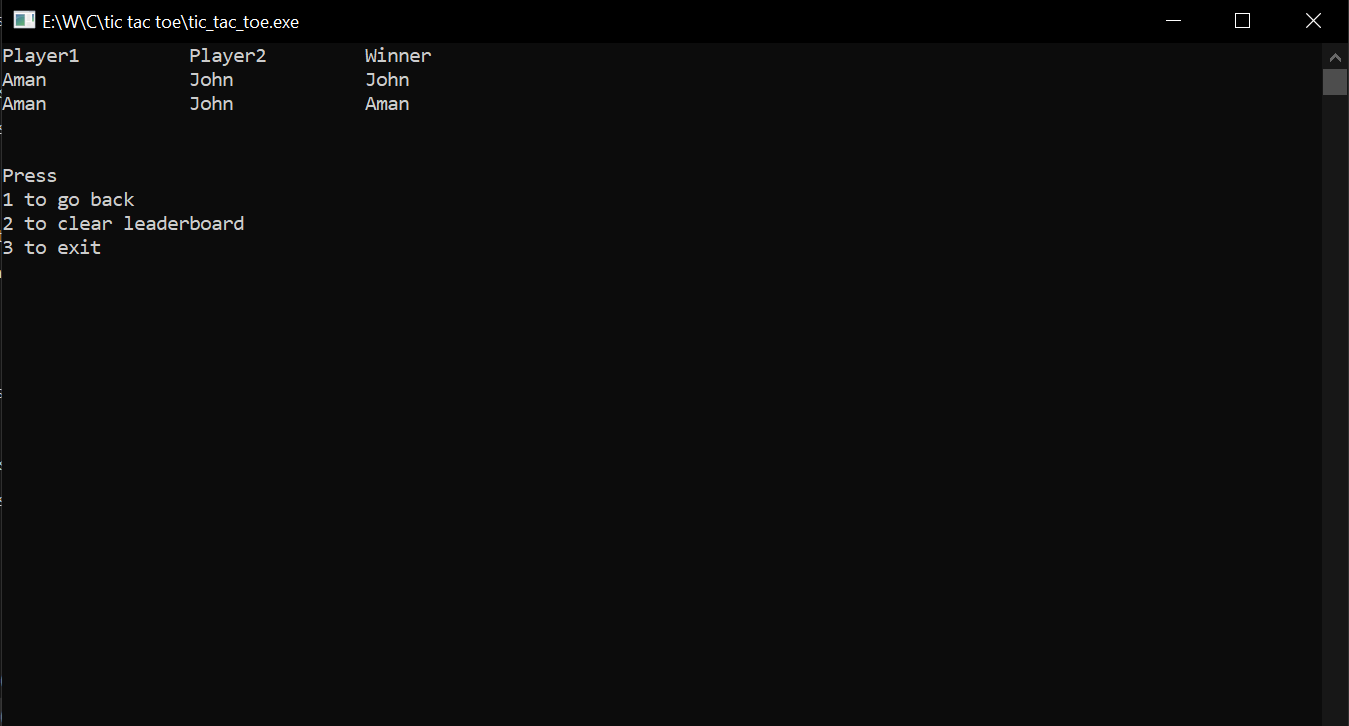 E:\W\C\tic tac toe\tic_tac_toe.exe
Player1 Player2 Winner
Aman John John
Aman John Aman
Press
1 to go back
2 to clear leaderboard
3 to exit